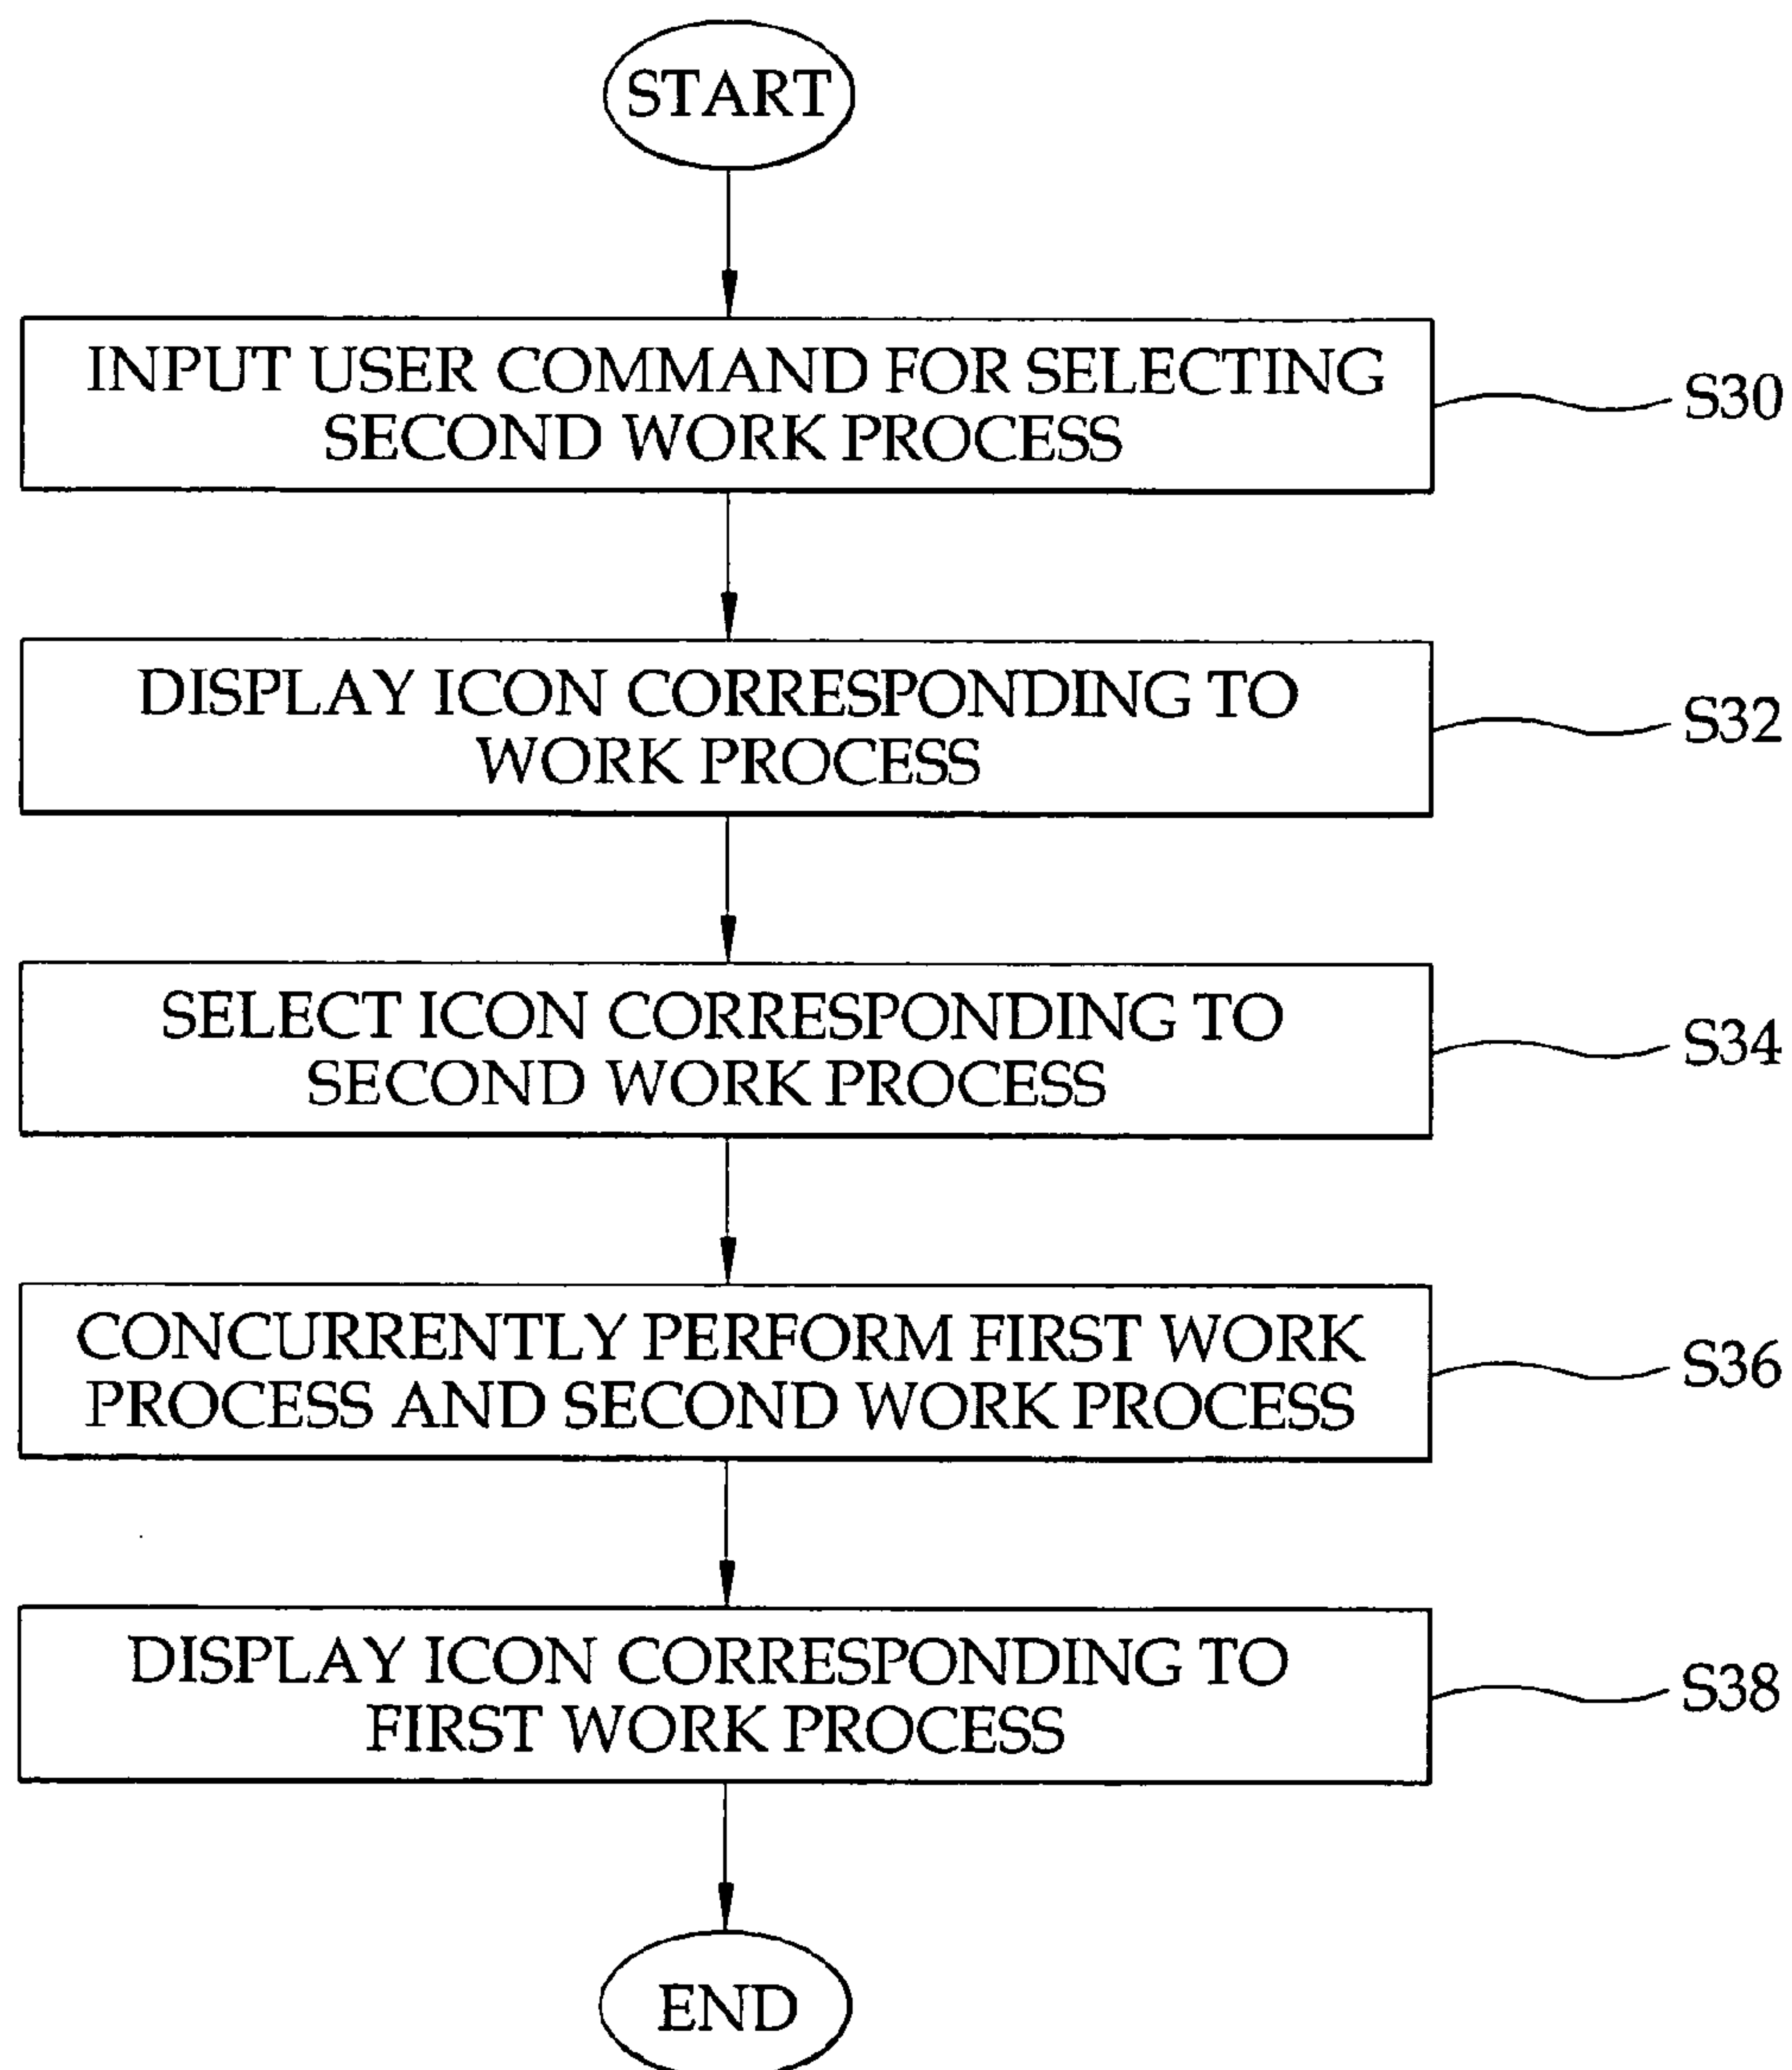 START
INPUT USER COMMAND FOR SELECTING
SECOND WORK PROCESS
S30
DISPLAY ICON CORRESPONDING TO
WORK PROCESS
S32
SELECT ICON CORRESPONDING TO
SECOND WORK PROCESS
S34
CONCURRENTLY PERFORM FIRST WORK
PROCESS AND SECOND WORK PROCESS
S36
DISPLAY ICON CORRESPONDING TO
FIRST WORK PROCESS
S38
END